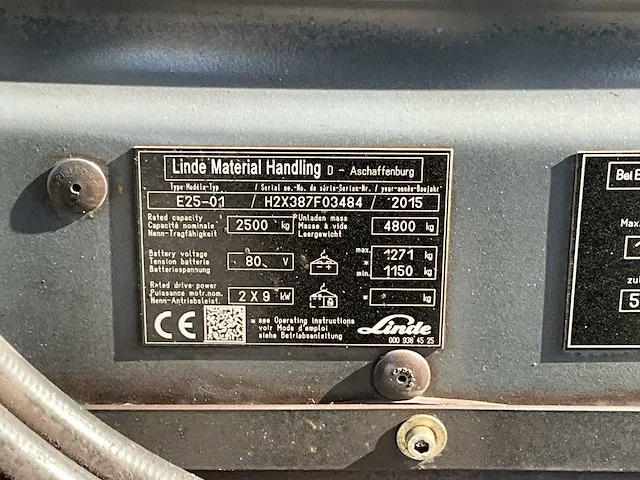 Linde Material Handling D - Aschaffenburg
Type-Modèle-Typ / Serial no.-No. de série-Serien-Nr. / year-année-Baujahr
E25-01 / H2X387F03484 / 2015
Rated capacity
Capacité nominale
Nenn-Tragfähigkeit
2500 kg
Unladen mass
Masse à vide
Leergewicht
4800 kg
Battery voltage
Tension batterie
Batteriespannung
80 V
max. * 1271 kg
min. * 1150 kg
Rated drive power
Puissance motr.nom.
Nenn-Antriebsleist.
2 X 9 kW
* kg
CE
* see Operating instructions
voir Mode d'emploi
siehe Betriebsanleitung
Linde
000 938 45 25
Bei
Max.
zu
5